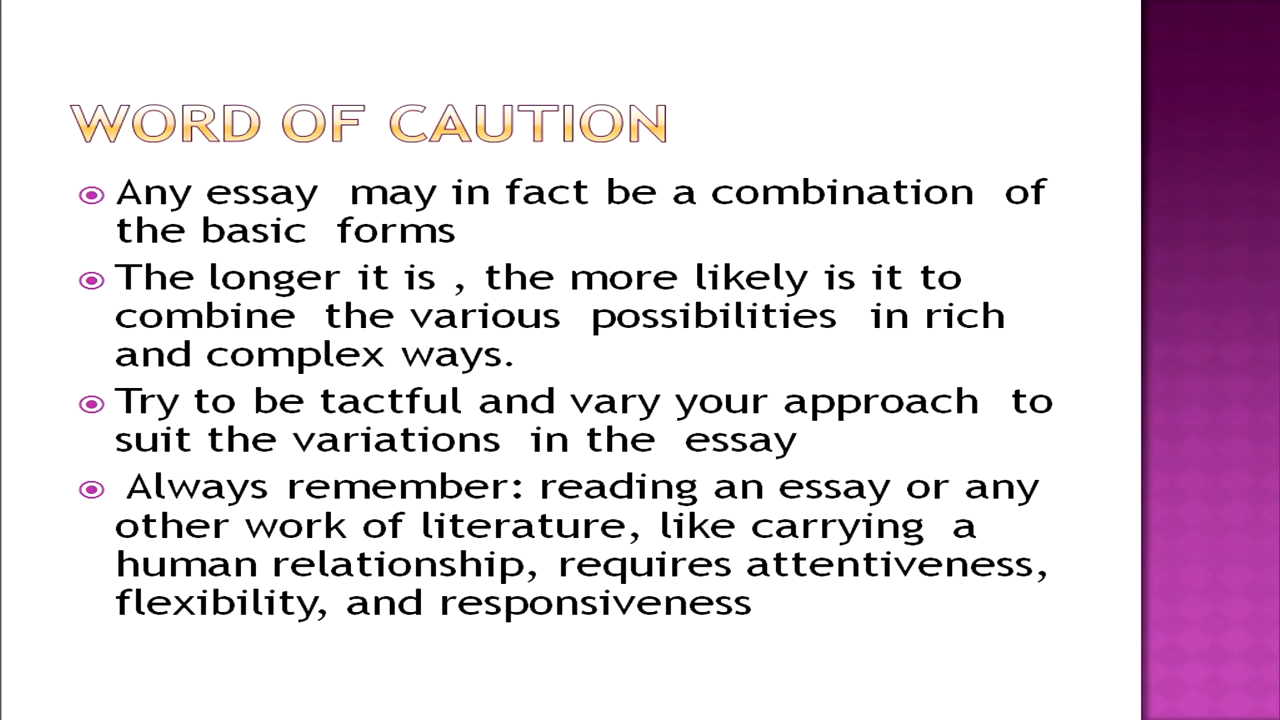 WORD OF CAUTION
Any essay may in fact be a combination of
the basic forms
The longer it is , the more likely is it to
combine the various possibilities in rich
and complex ways.
Try to be tactful and vary your approach to
suit the variations in the essay
Always remember: reading an essay or any
other work of literature, like carrying a
human relationship, requires attentiveness,
flexibility, and responsiveness